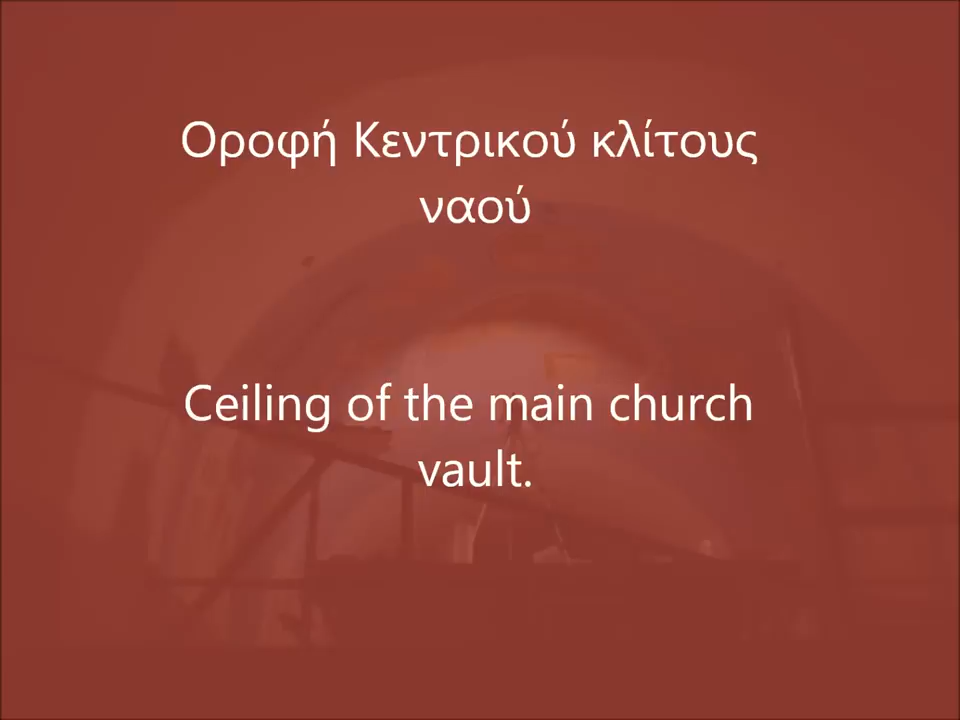 Οροφή Κεντρικού κλίτους
ναού
Ceiling of the main church
vault.